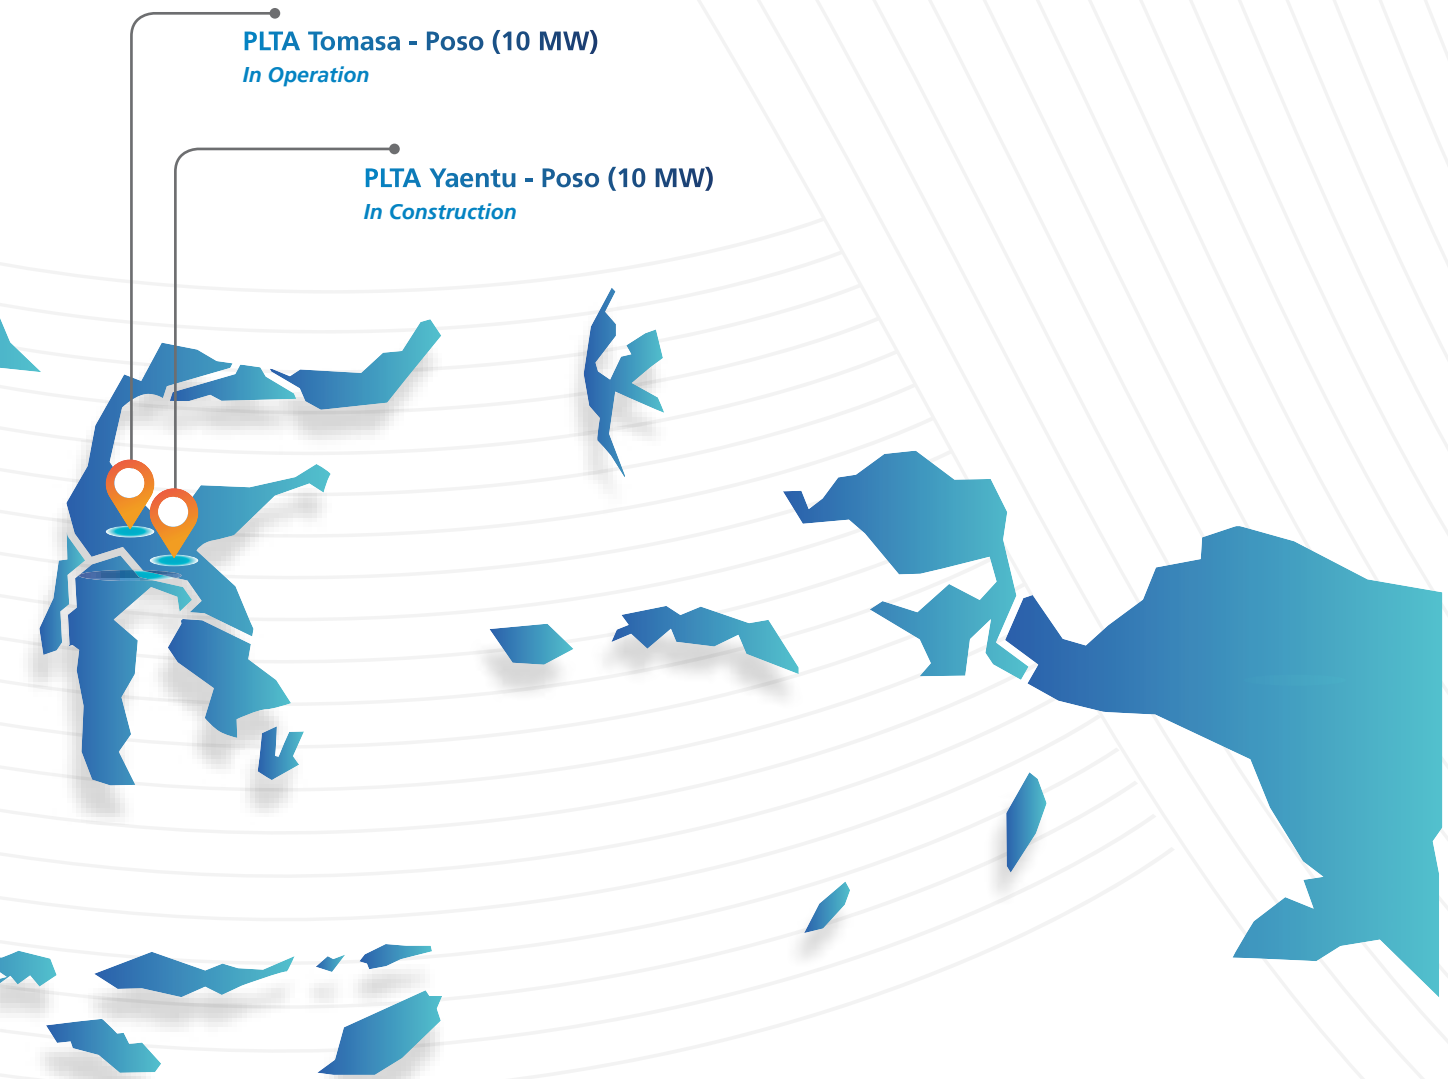 PLTA Tomasa - Poso (10 MW)
In Operation
PLTA Yaentu - Poso (10 MW)
In Construction